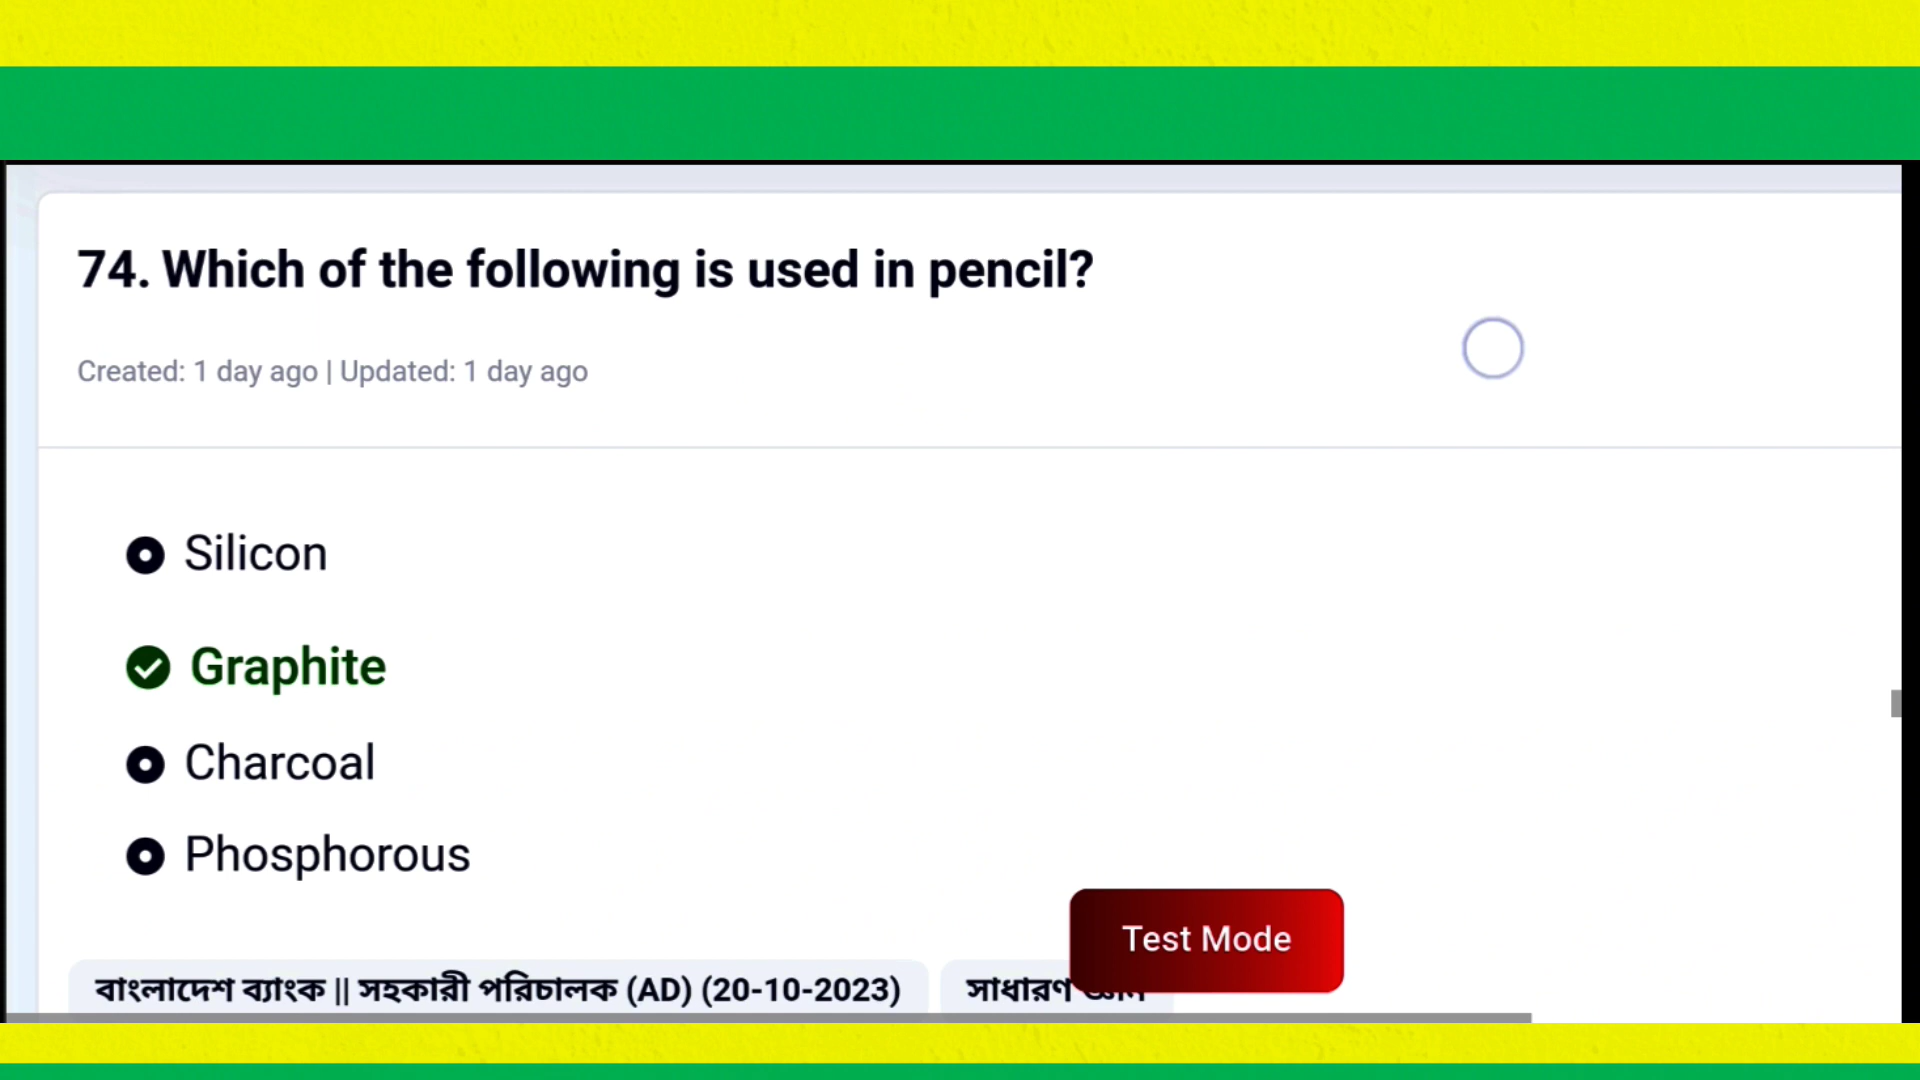 74. Which of the following is used in pencil?
Created: 1 day ago | Updated: 1 day ago
Silicon
Graphite
Charcoal
Phosphorous
Test Mode
বাংলাদেশ ব্যাংক || সহকারী পরিচালক (AD) (20-10-2023)
সাধারণ জ্ঞান